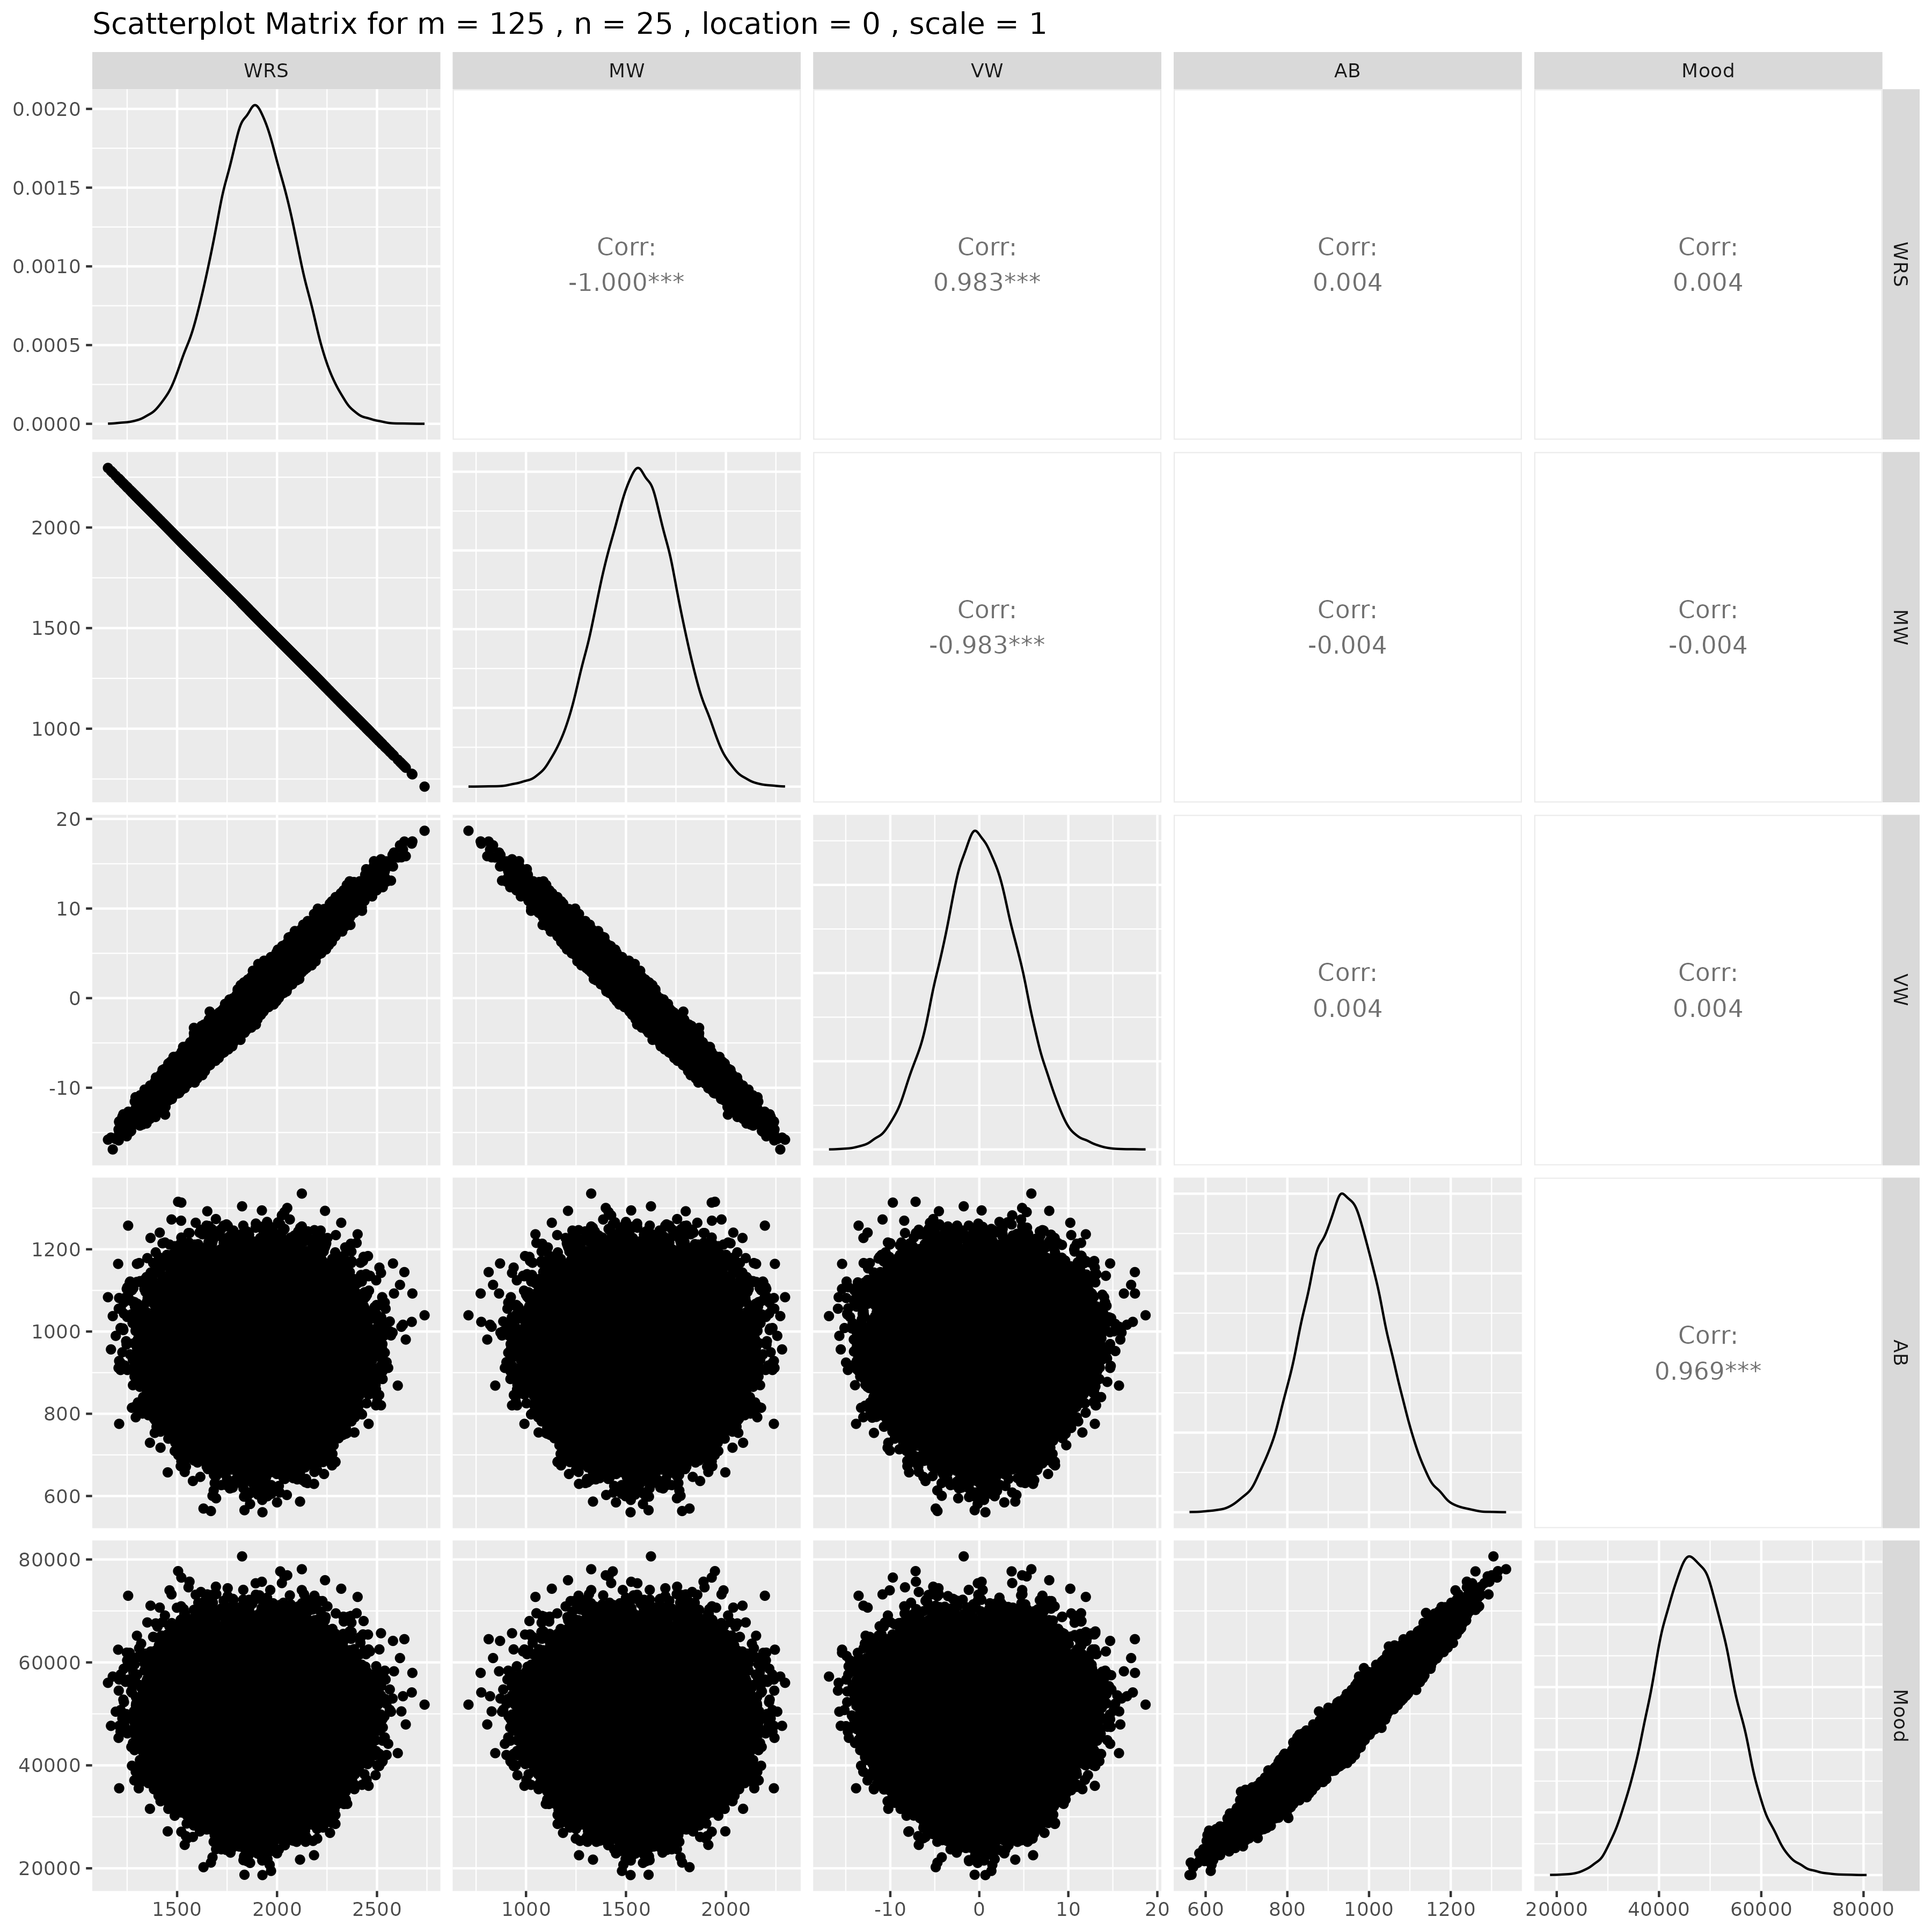 Scatterplot Matrix for m = 125 , n = 25 , location = 0 , scale = 1
WRS
MW
VW
AB
Mood
0.0020
0.0015
0.0010
0.0005
0.0000
Corr:
-1.000***
Corr:
0.983***
Corr:
0.004
Corr:
0.004
WRS
2000
1500
1000
Corr:
-0.983***
Corr:
-0.004
Corr:
-0.004
MW
20
10
0
-10
Corr:
0.004
Corr:
0.004
VW
1200
1000
800
600
Corr:
0.969***
AB
80000
60000
40000
20000
Mood
1500 2000 2500
1000 1500 2000
-10 0 10 20
600 800 1000 1200
20000 40000 60000 80000